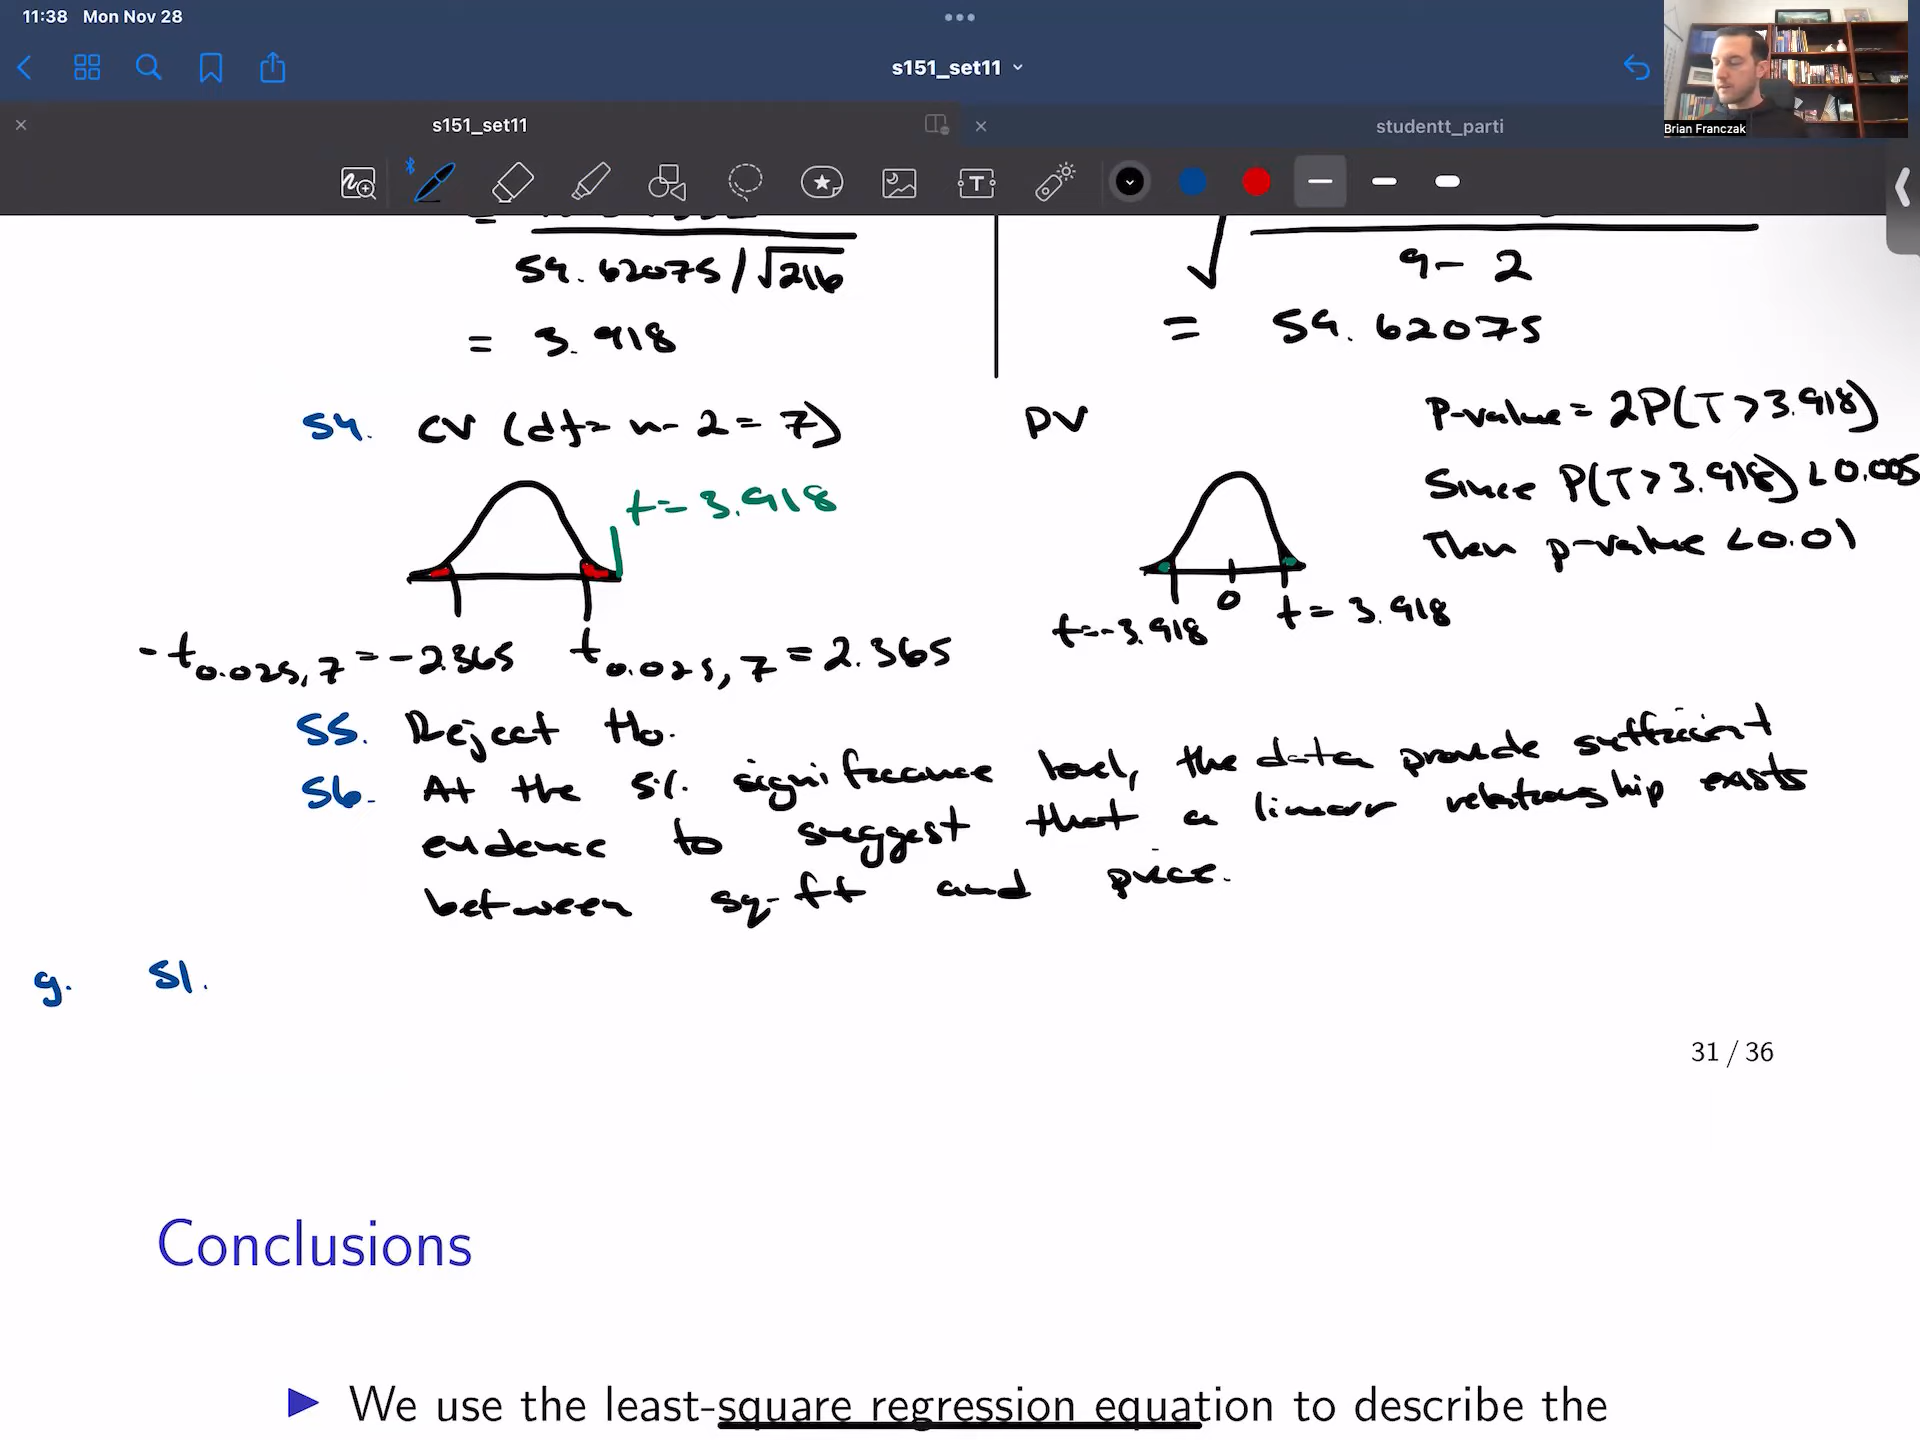 11:38 Mon Nov 28
s151_set11
Brian Franczak
s151_set11
studentt_parti
T
=
59.62075/√216
= 3.918
9-2
= 59.62075
S4. CV (df= n-2=7)
t=3.918
-t0.025,7=-2.365 t0.025,7=2.365
PV
P-value= 2P(T>3.918)
Since P(T>3.918)<0.005
Then p-value <0.01
0
t=-3.918 t=3.918
S5. Reject Ho.
S6. At the 5% significance level, the data provide sufficient
evidence to suggest that a linear relationship exists
between sq-ft and price.
g. S1.
31 / 36
Conclusions
► We use the least-square regression equation to describe the